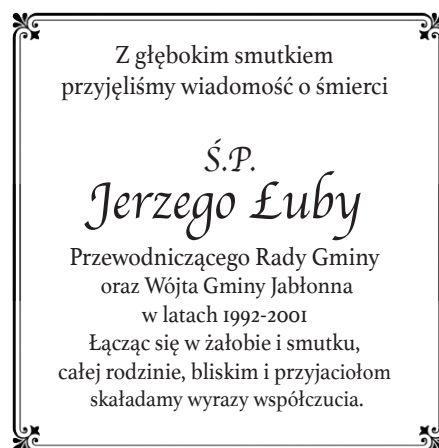 Z głębokim smutkiem
przyjęliśmy wiadomość o śmierci
Ś.P.
Jerzego Łuby
Przewodniczącego Rady Gminy
oraz Wójta Gminy Jabłonna
w latach 1992-2001
Łącząc się w żałobie i smutku,
całej rodzinie, bliskim i przyjaciołom
skaładamy wyrazy współczucia.